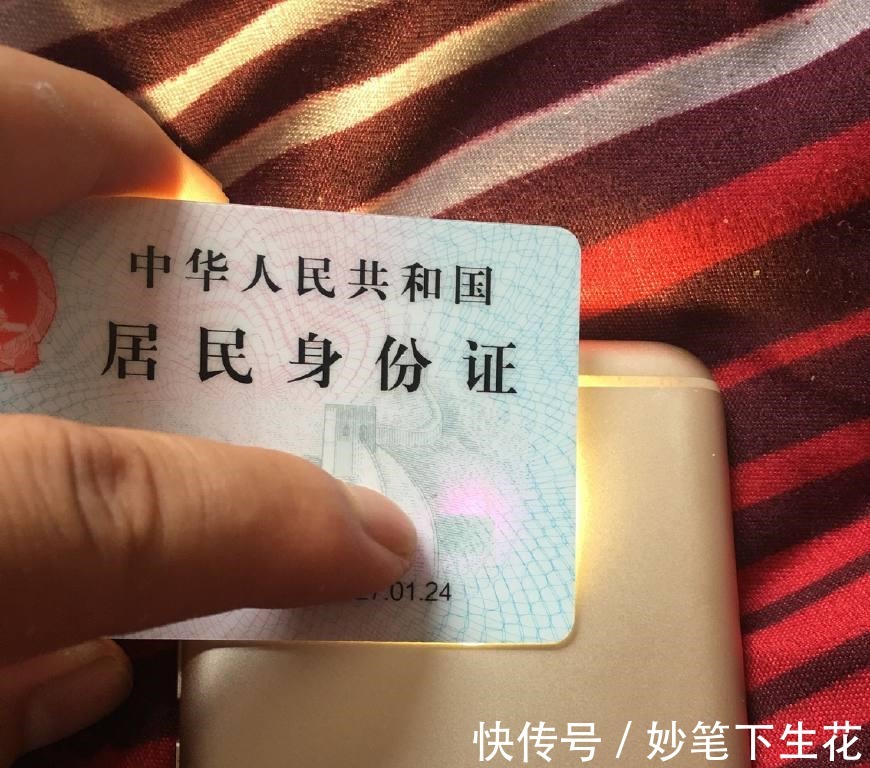 中华人民共和国
居民身份证
7.01.24
快传号 / 妙笔下生花